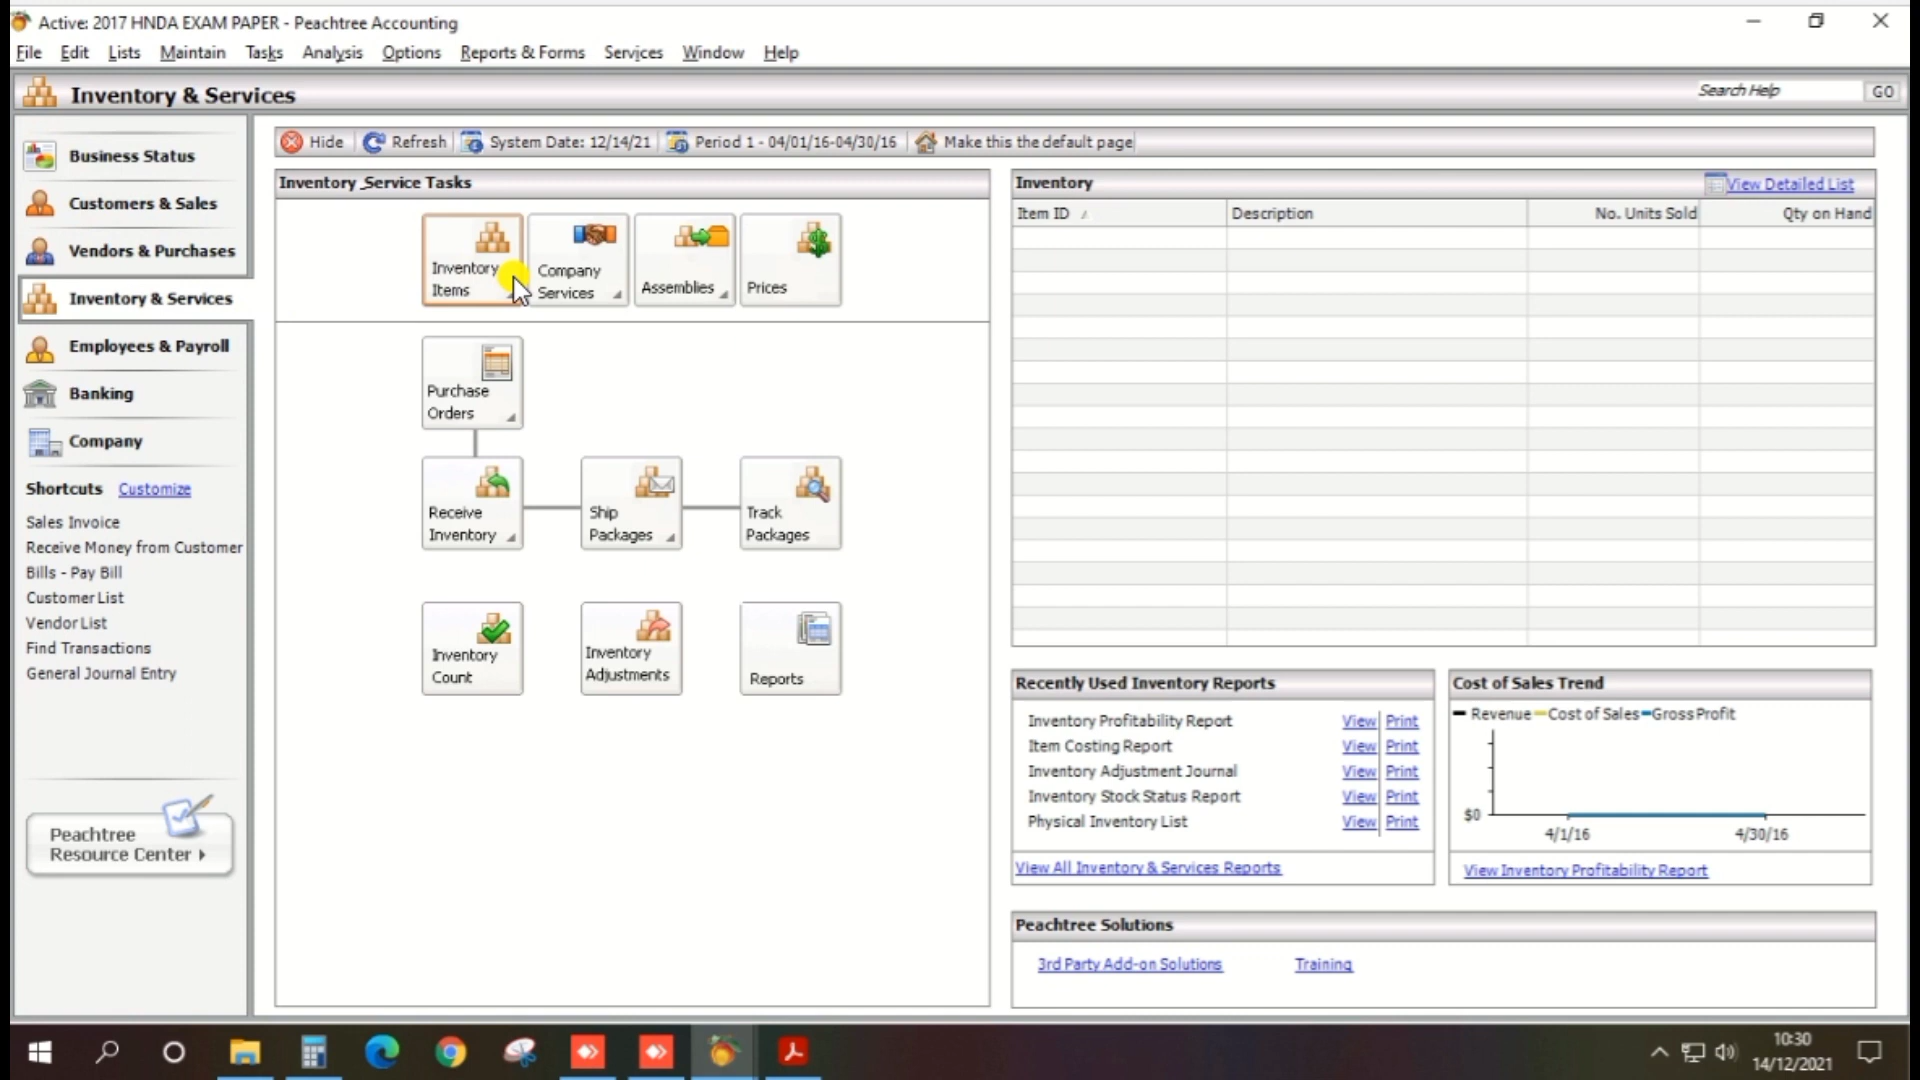 Active: 2017 HNDA EXAM PAPER - Peachtree Accounting
File Edit Lists Maintain Tasks Analysis Options Reports & Forms Services Window Help
Inventory & Services
Search Help GO
Business Status
Customers & Sales
Vendors & Purchases
Inventory & Services
Employees & Payroll
Banking
Company
Shortcuts Customize
Sales Invoice
Receive Money from Customer
Bills - Pay Bill
Customer List
Vendor List
Find Transactions
General Journal Entry
Peachtree
Resource Center
Hide Refresh System Date: 12/14/21 Period 1 - 04/01/16-04/30/16 Make this the default page
Inventory _Service Tasks
Inventory
Items
Company
Services
Assemblies
Prices
Purchase
Orders
Receive
Inventory
Ship
Packages
Track
Packages
Inventory
Count
Inventory
Adjustments
Reports
Inventory View Detailed List
Item ID Description No. Units Sold Qty on Hand
Recently Used Inventory Reports
Inventory Profitability Report View Print
Item Costing Report View Print
Inventory Adjustment Journal View Print
Inventory Stock Status Report View Print
Physical Inventory List View Print
View All Inventory & Services Reports
Cost of Sales Trend
Revenue Cost of Sales Gross Profit
$0
4/1/16 4/30/16
View Inventory Profitability Report
Peachtree Solutions
3rd Party Add-on Solutions Training
10:30
14/12/2021